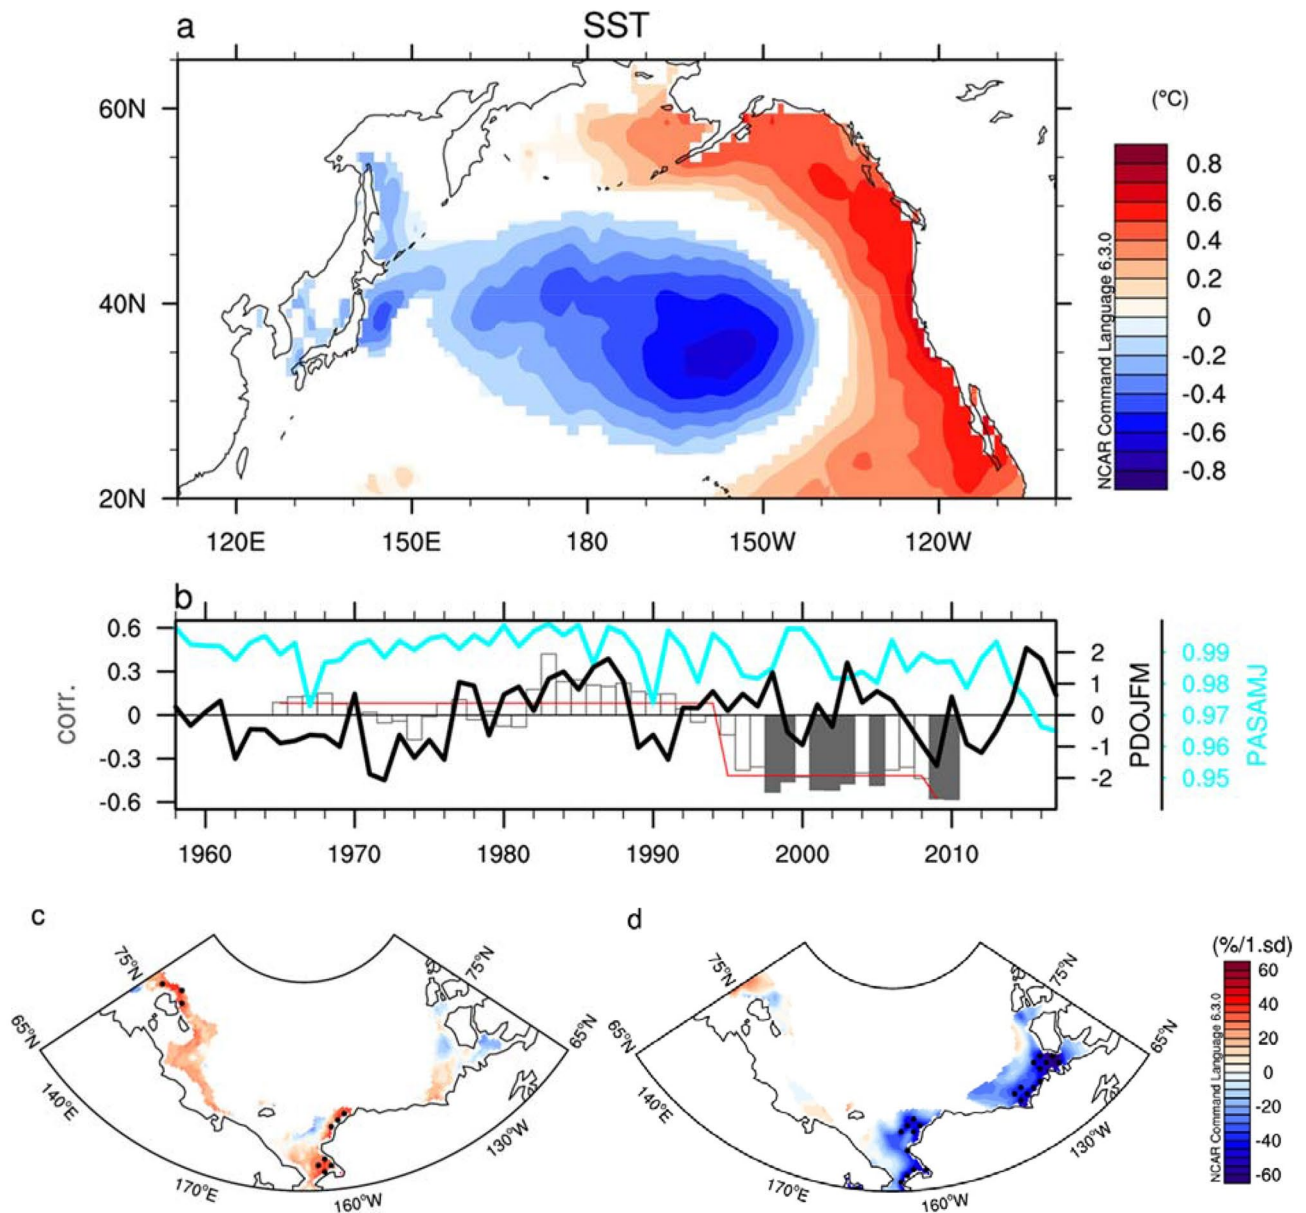 a
SST
60N
40N
20N
120E 150E 180 150W 120W
(°C)
0.8
0.6
0.4
0.2
0
-0.2
-0.4
-0.6
-0.8
NCAR Command Language 6.3.0
b
corr.
0.6
0.3
0
-0.3
-0.6
1960 1970 1980 1990 2000 2010
2
1
0
-1
-2
PDOJFM
0.99
0.98
0.97
0.96
0.95
PASAMJ
c
75°N
65°N
140°E
170°E
160°W
130°W
65°N
75°N
d
75°N
65°N
140°E
170°E
160°W
130°W
65°N
75°N
(%/1.sd)
60
40
20
0
-20
-40
-60
NCAR Command Language 6.3.0